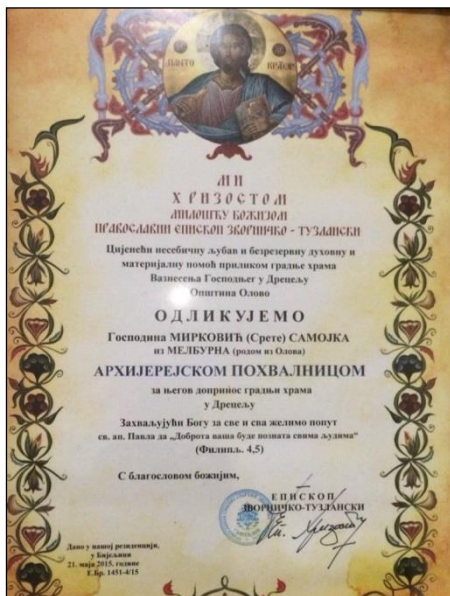 ПАНТО
КРАТОР
МИ
ХРИЗОСТОМ
МИЛОШЋУ БОЖИЈОМ
ПРАВОСЛАВНИ ЕПИСКОП ЗВОРНИЧКО - ТУЗЛАНСКИ
Цијенећи несебичну љубав и безрезервну духовну и
материјалну помоћ приликом градње храма
Вазнесења Господњег у Дрецељу
Општина Олово
ОДЛИКУЈЕМО
Господина МИРКОВИЋ (Срете) САМОЈКА
из МЕЛБУРНА (родом из Олова)
АРХИЈЕРЕЈСКОМ ПОХВАЛНИЦОМ
за његов допринос градњи храма
у Дрецељу
Захваљујући Богу за све и сва желимо попут
св. ап. Павла да „Доброта ваша буде позната свима људима“
(Филипљ. 4,5)
С благословом божијим,
ЕПИСКОП
ЗВОРНИЧКО-ТУЗЛАНСКИ
Дано у нашој резиденцији,
у Бијељини
21. маја 2015. године
Е.Бр. 1451-4/15